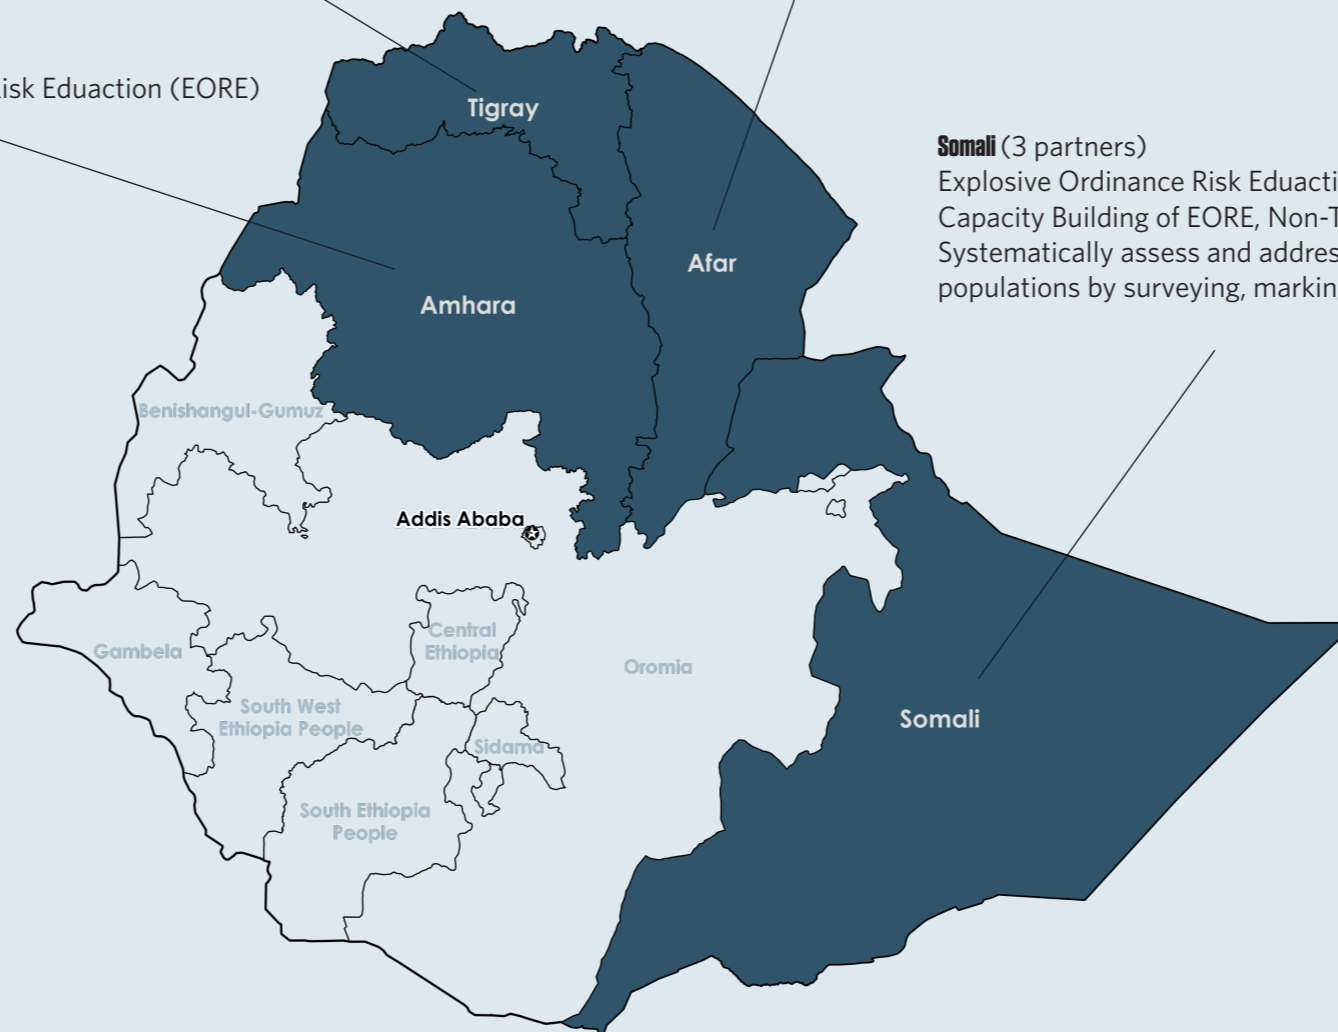 isk Eduaction (EORE)
Somali (3 partners)
Explosive Ordinance Risk Eduacti
Capacity Building of EORE, Non-T
Systematically assess and addres
populations by surveying, markin
Tigray
Afar
Amhara
Benishangul-Gumuz
Addis Ababa
Central
Ethiopia
Gambela
Oromia
South West
Ethiopia People
Somali
Sidama
South Ethiopia
People